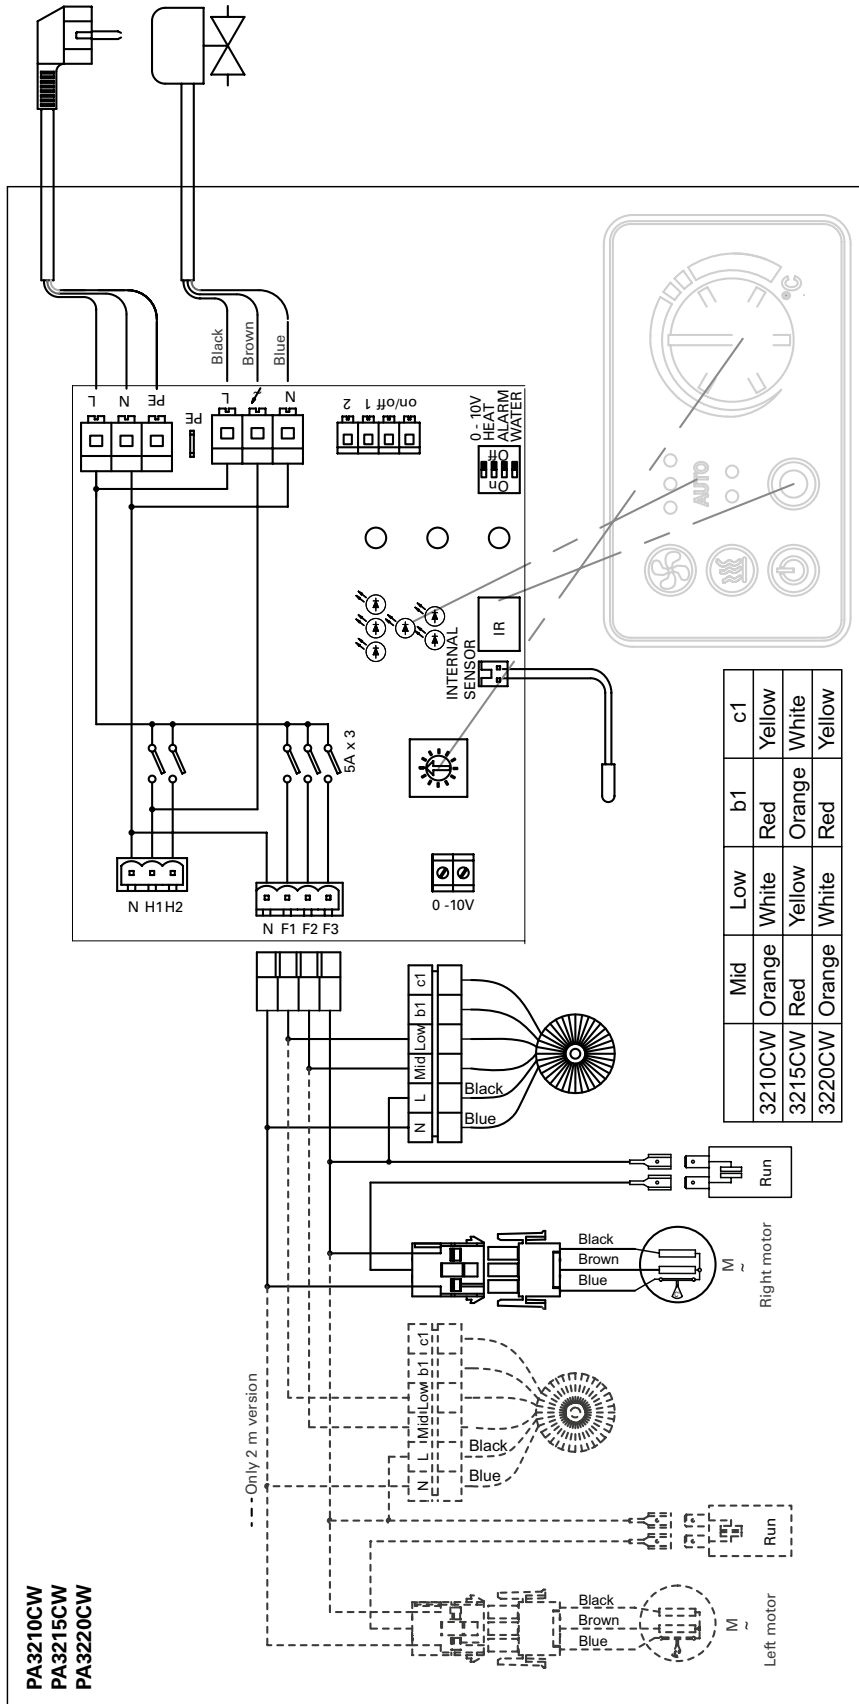 PA3210CW
PA3215CW
PA3220CW
L
N
PE
PE
Black
Brown
Blue
L
N
2
1
on/off
0 - 10V
HEAT
ALARM
WATER
On
Off
°C
AUTO
IR
INTERNAL
SENSOR
5A x 3
N H1 H2
N F1 F2 F3
0 -10V
N L Mid Low b1 c1
Black
Blue
Run
Black
Brown
Blue
M
~
Right motor
Only 2 m version
N L Mid Low b1 c1
Black
Blue
Run
Black
Brown
Blue
M
~
Left motor
Mid Low b1 c1
3210CW Orange White Red Yellow
3215CW Red Yellow Orange White
3220CW Orange White Red Yellow